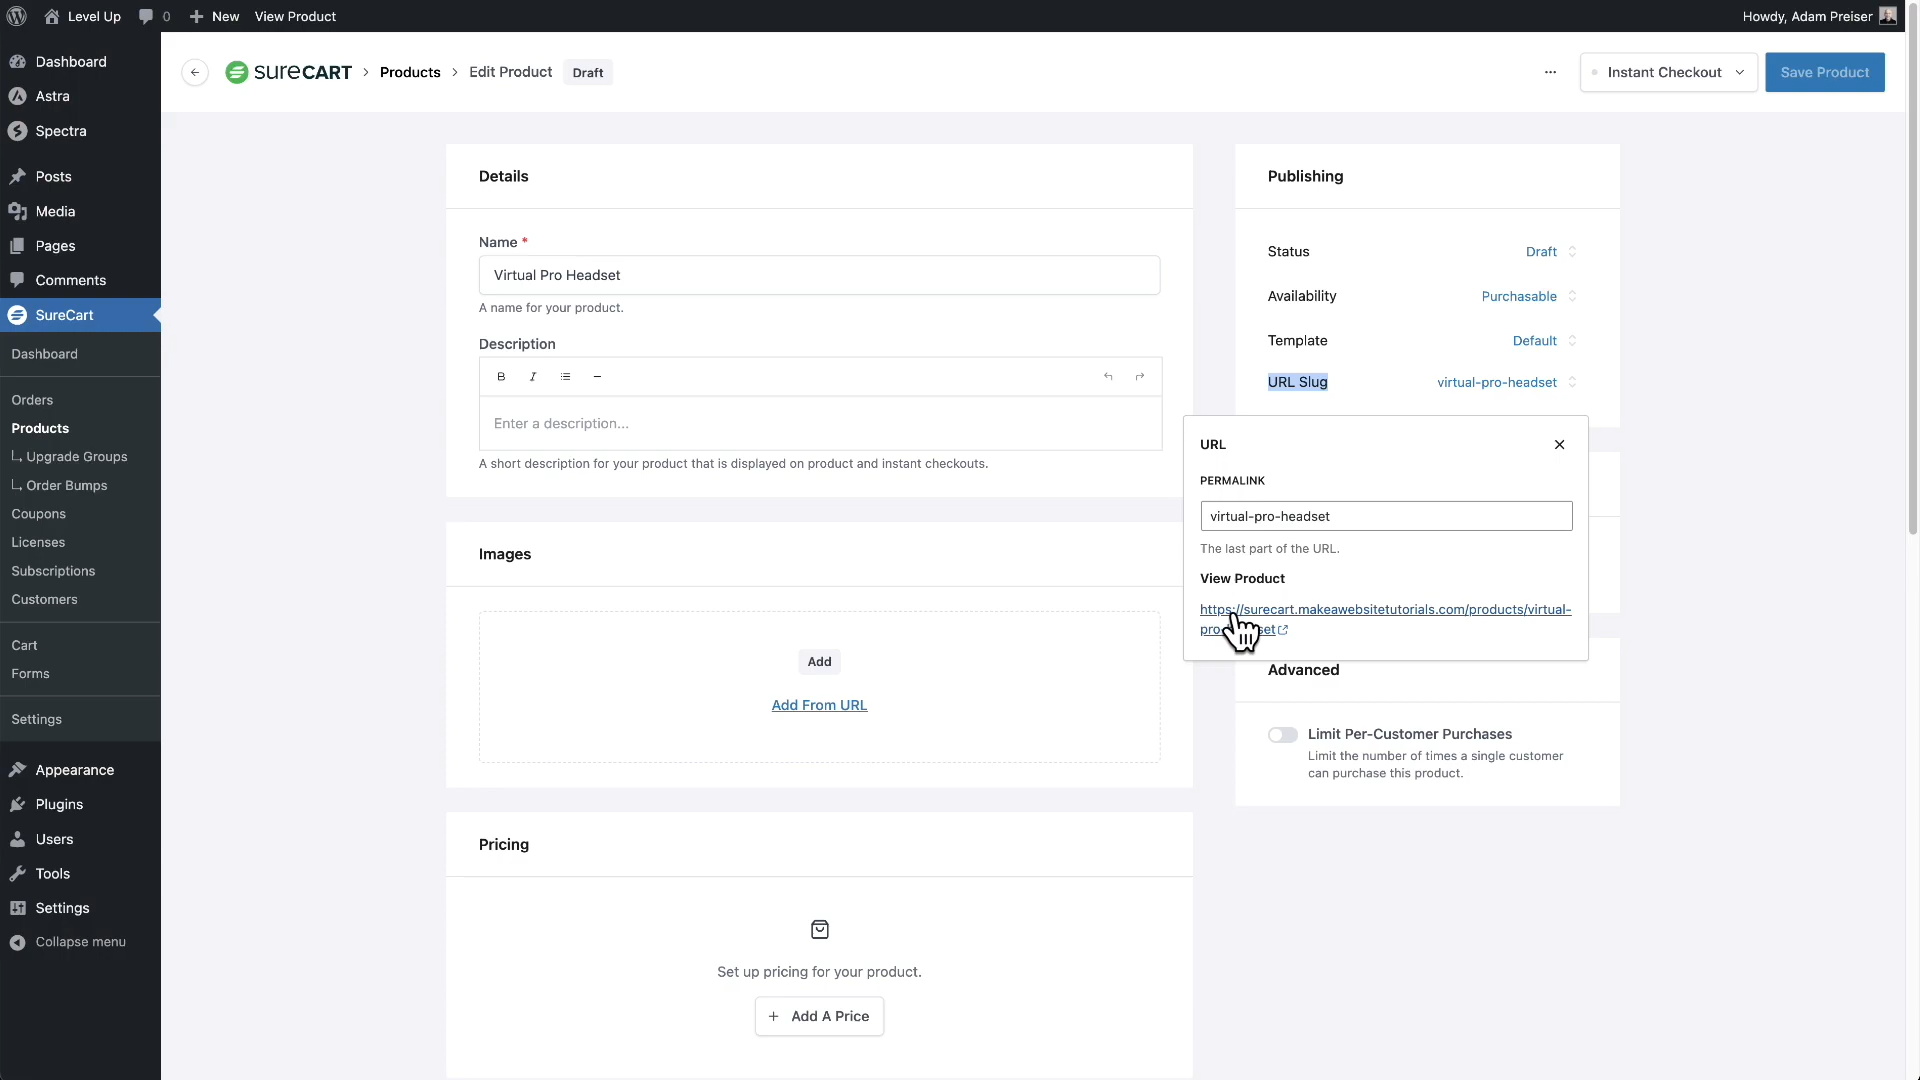 Level Up
0
New
View Product
Howdy, Adam Preiser
Dashboard
Astra
Spectra
Posts
Media
Pages
Comments
SureCart
Dashboard
Orders
Products
Upgrade Groups
Order Bumps
Coupons
Licenses
Subscriptions
Customers
Cart
Forms
Settings
Appearance
Plugins
Users
Tools
Settings
Collapse menu
SURECART
Products
Edit Product
Draft
Instant Checkout
Save Product
Details
Name *
Virtual Pro Headset
A name for your product.
Description
B I
Enter a description...
A short description for your product that is displayed on product and instant checkouts.
Images
Add
Add From URL
Pricing
Set up pricing for your product.
+ Add A Price
Publishing
Status
Draft
Availability
Purchasable
Template
Default
URL Slug
virtual-pro-headset
URL
PERMALINK
virtual-pro-headset
The last part of the URL.
View Product
https://surecart.makeawebsitetutorials.com/products/virtual-
Advanced
Limit Per-Customer Purchases
Limit the number of times a single customer
can purchase this product.